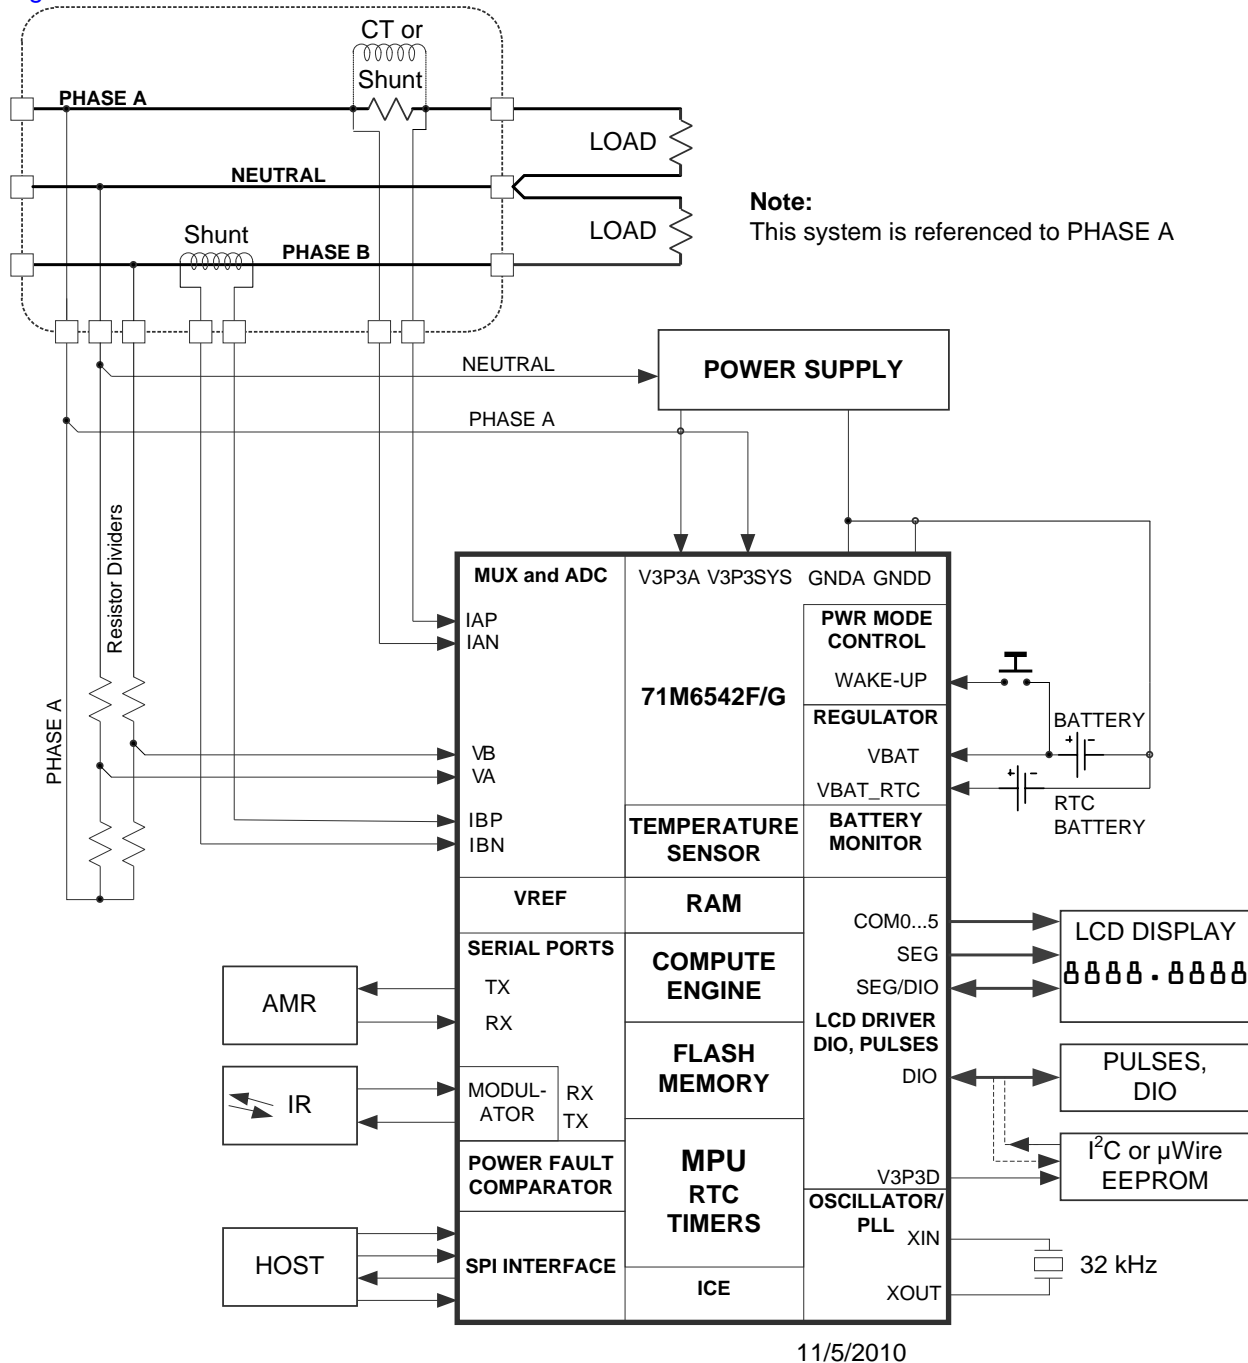 CT or
Shunt
PHASE A
LOAD
NEUTRAL
Note:
This system is referenced to PHASE A
Shunt
LOAD
PHASE B
NEUTRAL
POWER SUPPLY
PHASE A
Resistor Dividers
PHASE A
MUX and ADC
V3P3A V3P3SYS GNDA GNDD
IAP
IAN
PWR MODE
CONTROL
WAKE-UP
71M6542F/G
REGULATOR
BATTERY
VB
VA
VBAT
VBAT_RTC
RTC
BATTERY
IBP
IBN
TEMPERATURE
SENSOR
BATTERY
MONITOR
VREF
RAM
COM0...5
SEG
SEG/DIO
LCD DISPLAY
SERIAL PORTS
TX
RX
AMR
COMPUTE
ENGINE
LCD DRIVER
DIO, PULSES
DIO
PULSES,
DIO
FLASH
MEMORY
IR
MODUL-
ATOR
RX
TX
I²C or µWire
EEPROM
V3P3D
POWER FAULT
COMPARATOR
MPU
RTC
TIMERS
OSCILLATOR/
PLL
XIN
32 kHz
XOUT
HOST
SPI INTERFACE
ICE
11/5/2010